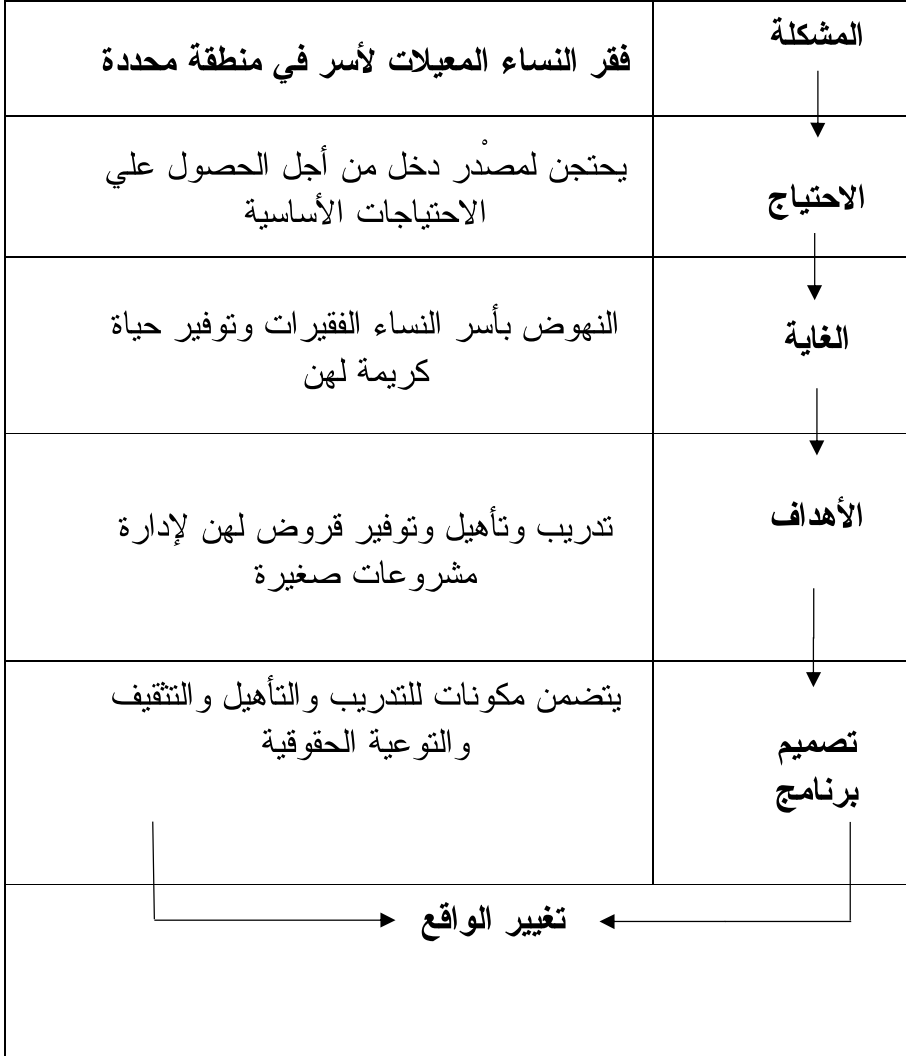 المشكلة
فقر النساء المعيلات لأسر في منطقة محددة
الاحتياج
يحتجن لمصدْر دخل من أجل الحصول علي
الاحتياجات الأساسية
الغاية
النهوض بأسر النساء الفقيرات وتوفير حياة
كريمة لهن
الأهداف
تدريب وتأهيل وتوفير قروض لهن لإدارة
مشروعات صغيرة
تصميم
برنامج
يتضمن مكونات للتدريب والتأهيل والتثقيف
والتوعية الحقوقية
تغيير الواقع